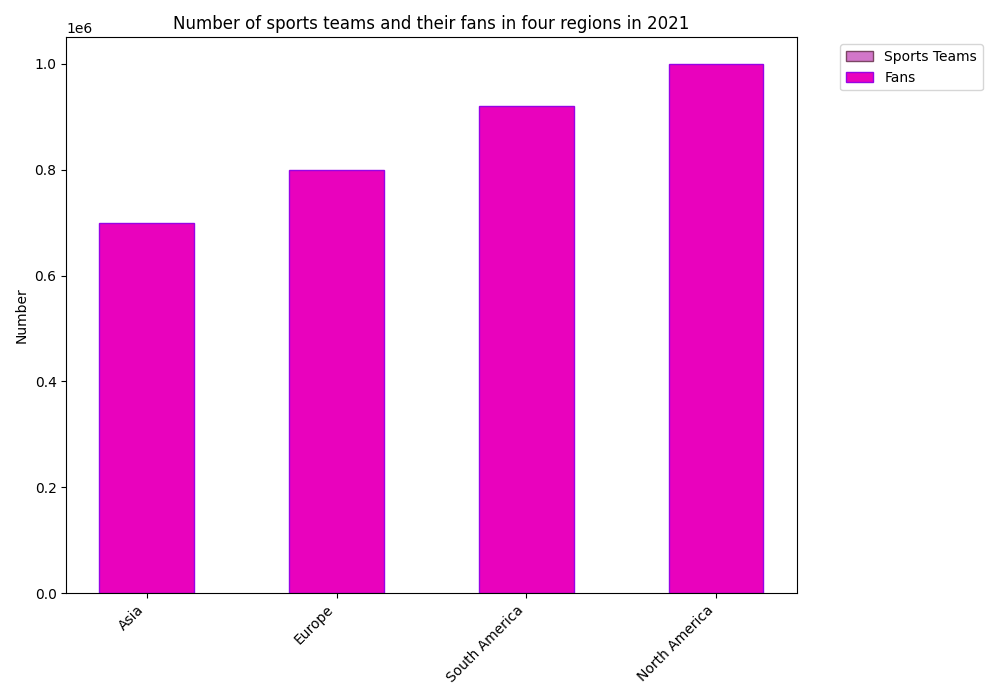 Number of sports teams and their fans in four regions in 2021
1e6
Sports Teams
Fans
1.0
0.8
0.6
0.4
0.2
0.0
Number
Asia
Europe
South America
North America